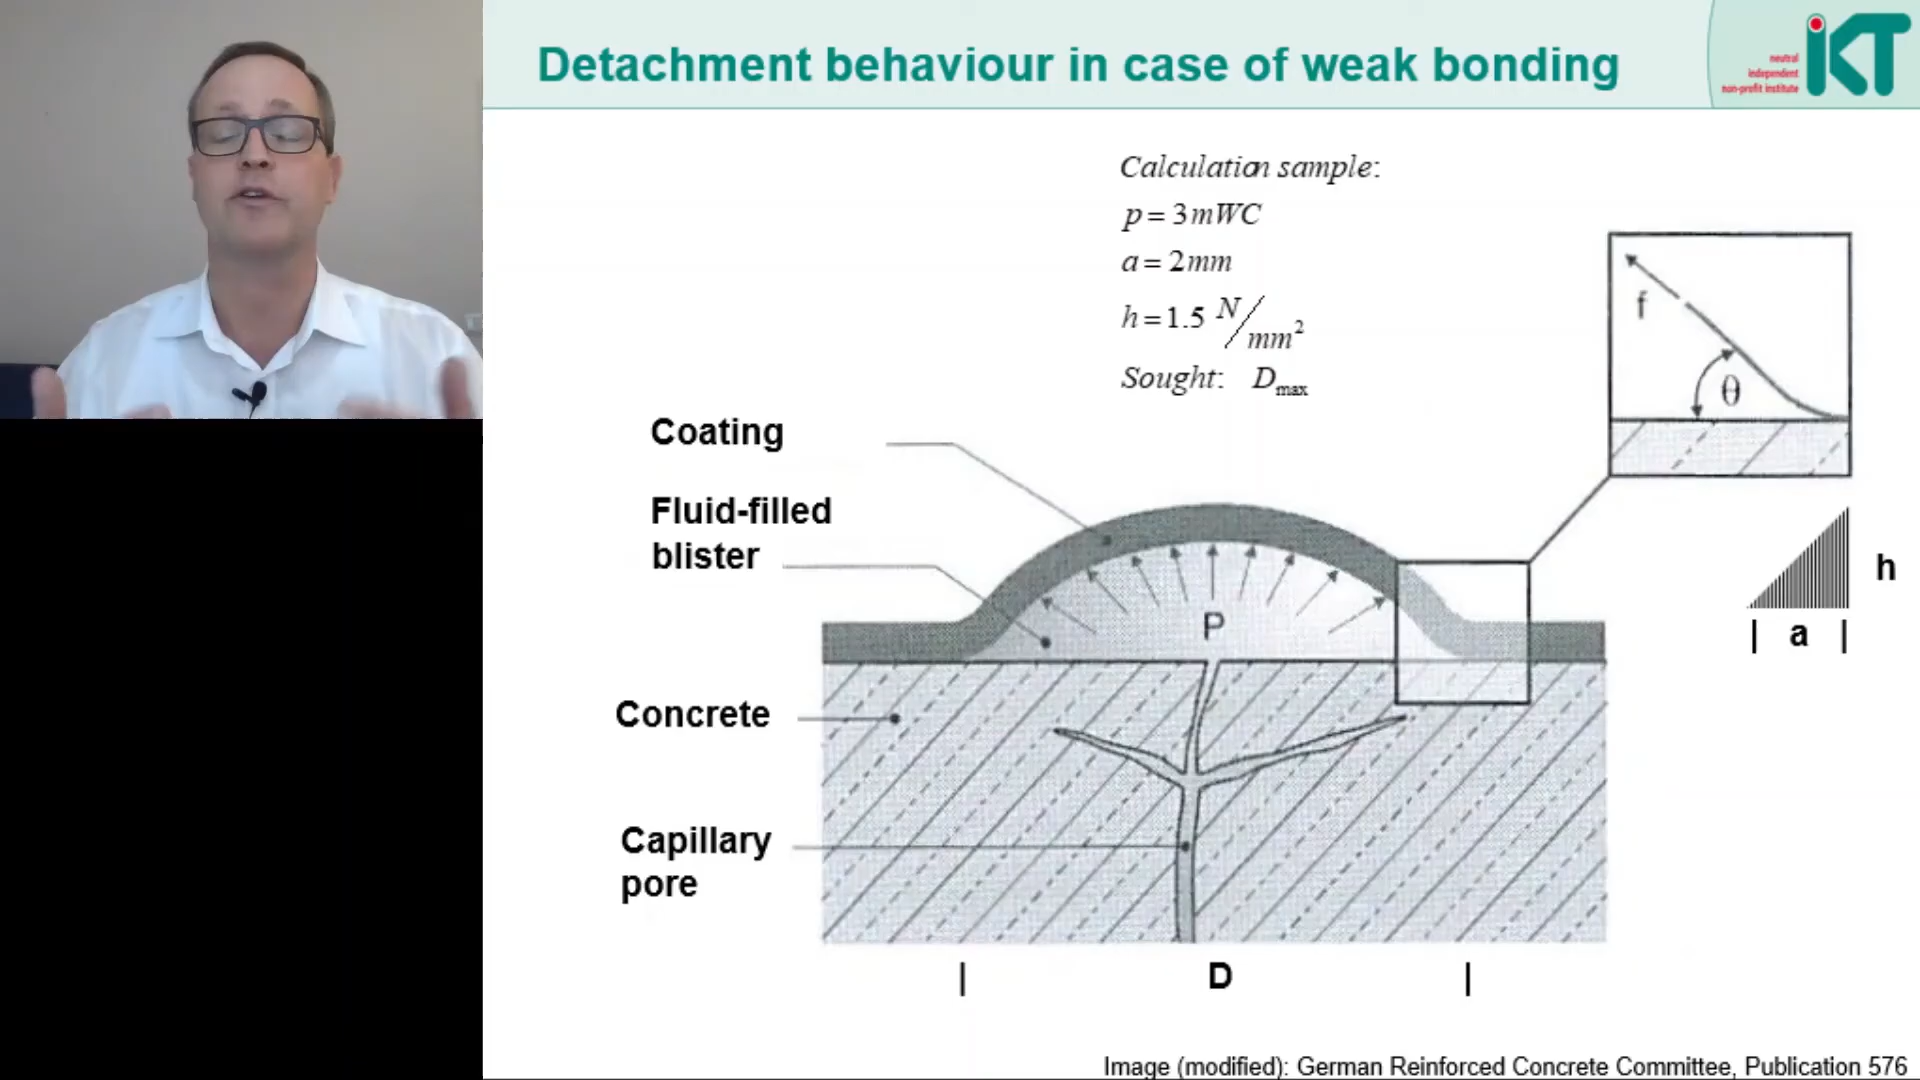 Detachment behaviour in case of weak bonding
neutral
independent
non-profit institute
iKT
Calculation sample:
p = 3mWC
a = 2mm
h = 1.5 N/mm²
Sought: Dmax
f
θ
Coating
Fluid-filled
blister
P
h
a
Concrete
Capillary
pore
D
Image (modified): German Reinforced Concrete Committee, Publication 576